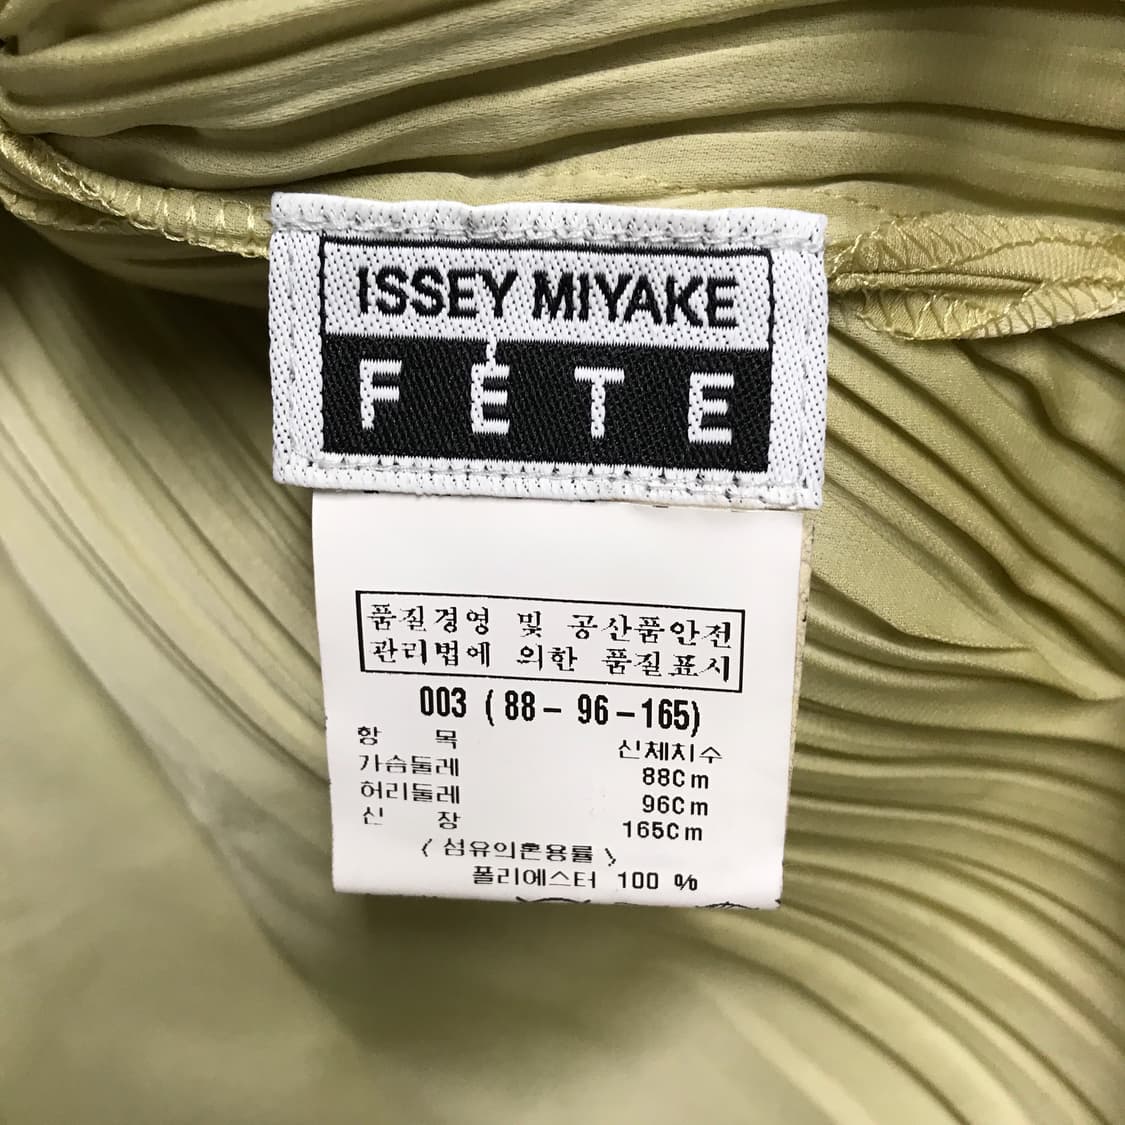 ISSEY MIYAKE
FÊTE
품질경영 및 공산품안전
관리법에 의한 품질표시
003 (88-96-165)
항 목 신체치수
가슴둘레 88Cm
허리둘레 96Cm
신 장 165Cm
< 섬유의혼용률 >
폴리에스터 100 %